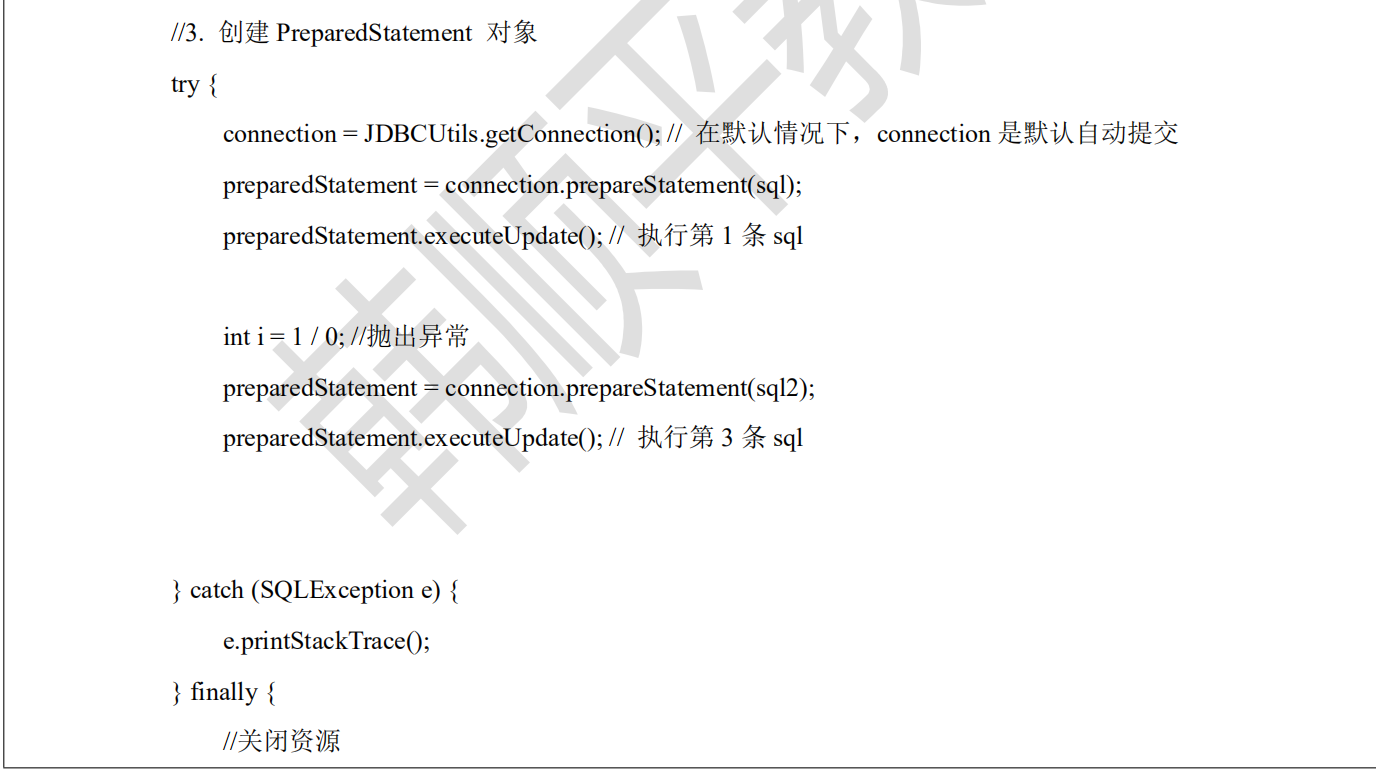 //3. 创建 PreparedStatement 对象
try {
connection = JDBCUtils.getConnection(); // 在默认情况下，connection 是默认自动提交
preparedStatement = connection.prepareStatement(sql);
preparedStatement.executeUpdate(); // 执行第 1 条 sql
int i = 1 / 0; //抛出异常
preparedStatement = connection.prepareStatement(sql2);
preparedStatement.executeUpdate(); // 执行第 3 条 sql
} catch (SQLException e) {
e.printStackTrace();
} finally {
//关闭资源
韩顺平教